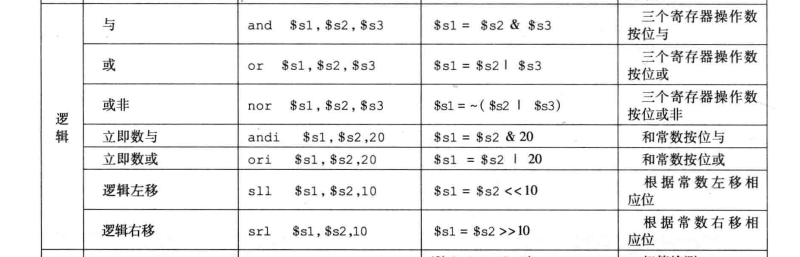 与 and $s1,$s2,$s3 $s1 = $s2 & $s3 三个寄存器操作数
按位与
或 or $s1,$s2,$s3 $s1 = $s2 | $s3 三个寄存器操作数
按位或
或非 nor $s1,$s2,$s3 $s1 = ~( $s2 | $s3) 三个寄存器操作数
按位或非
逻辑
立即数与 andi $s1,$s2,20 $s1 = $s2 & 20 和常数按位与
立即数或 ori $s1,$s2,20 $s1 = $s2 | 20 和常数按位或
逻辑左移 sll $s1,$s2,10 $s1 = $s2 << 10 根据常数左移相
应位
逻辑右移 srl $s1,$s2,10 $s1 = $s2 >> 10 根据常数右移相
应位